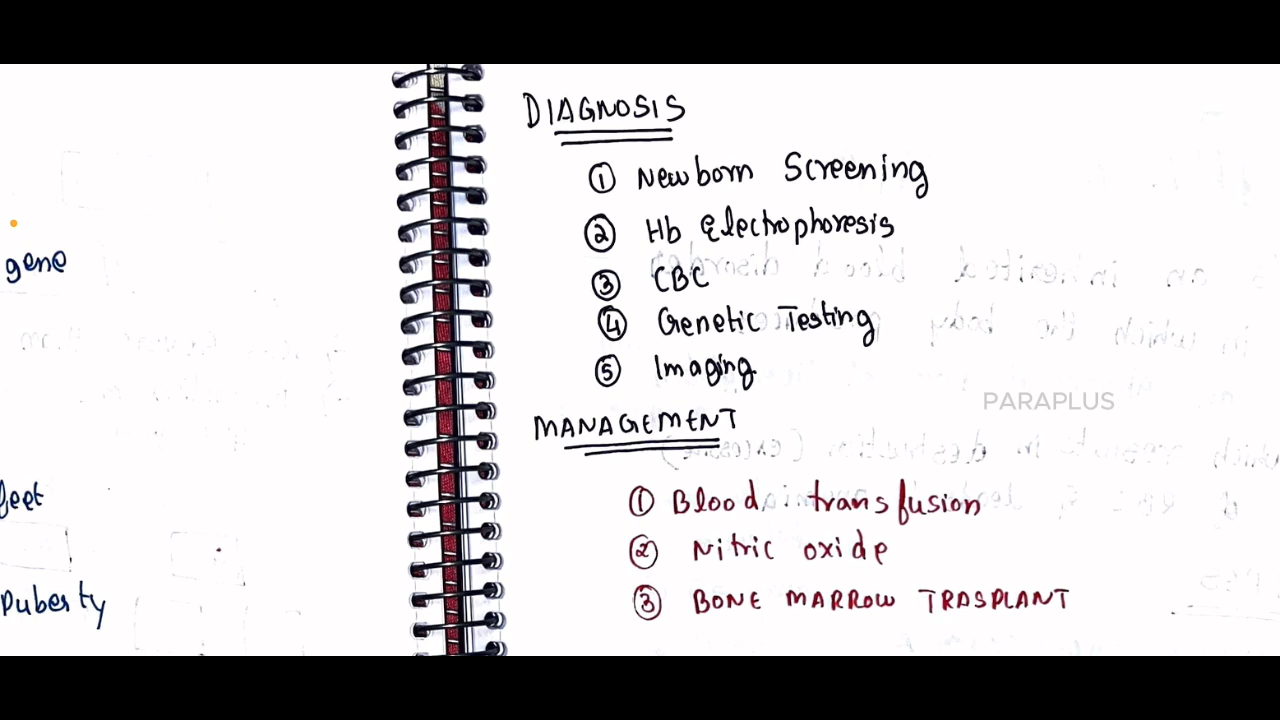 gene
feet
Puberty
DIAGNOSIS
① Newborn Screening
② Hb Electrophoresis
③ CBC
④ Genetic Testing
⑤ Imaging
PARAPLUS
MANAGEMENT
① Blood transfusion
② Nitric oxide
③ BONE MARROW TRASPLANT